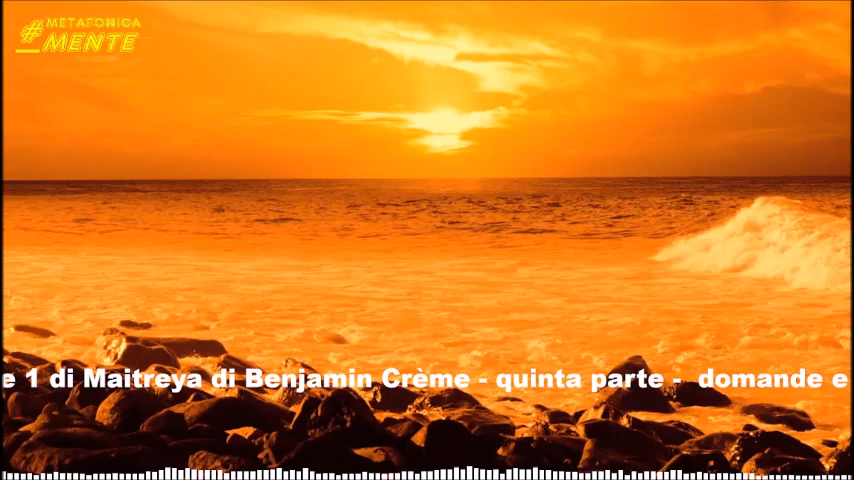 #METAFONICA
MENTE
e 1 di Maitreya di Benjamin Crème - quinta parte - domande e